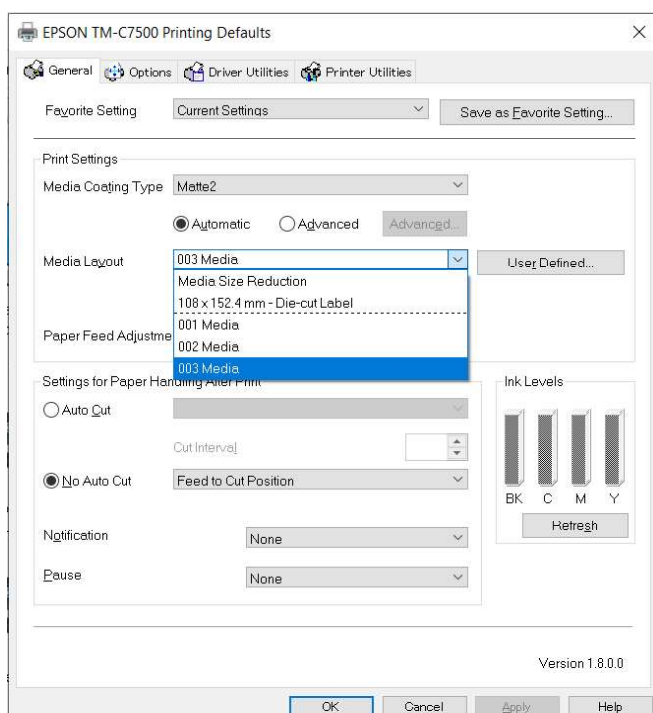 EPSON TM-C7500 Printing Defaults
General Options Driver Utilities Printer Utilities
Favorite Setting Current Settings Save as Favorite Setting...
Print Settings
Media Coating Type Matte2
Automatic Advanced Advanced...
Media Layout 003 Media User Defined...
Media Size Reduction
108 x 152.4 mm - Die-cut Label
001 Media
Paper Feed Adjustme
002 Media
003 Media
Settings for Paper Handling After Print Ink Levels
Auto Cut
Cut Interval
No Auto Cut Feed to Cut Position
BK C M Y
Notification None
Refresh
Pause None
Version 1.8.0.0
OK Cancel Apply Help